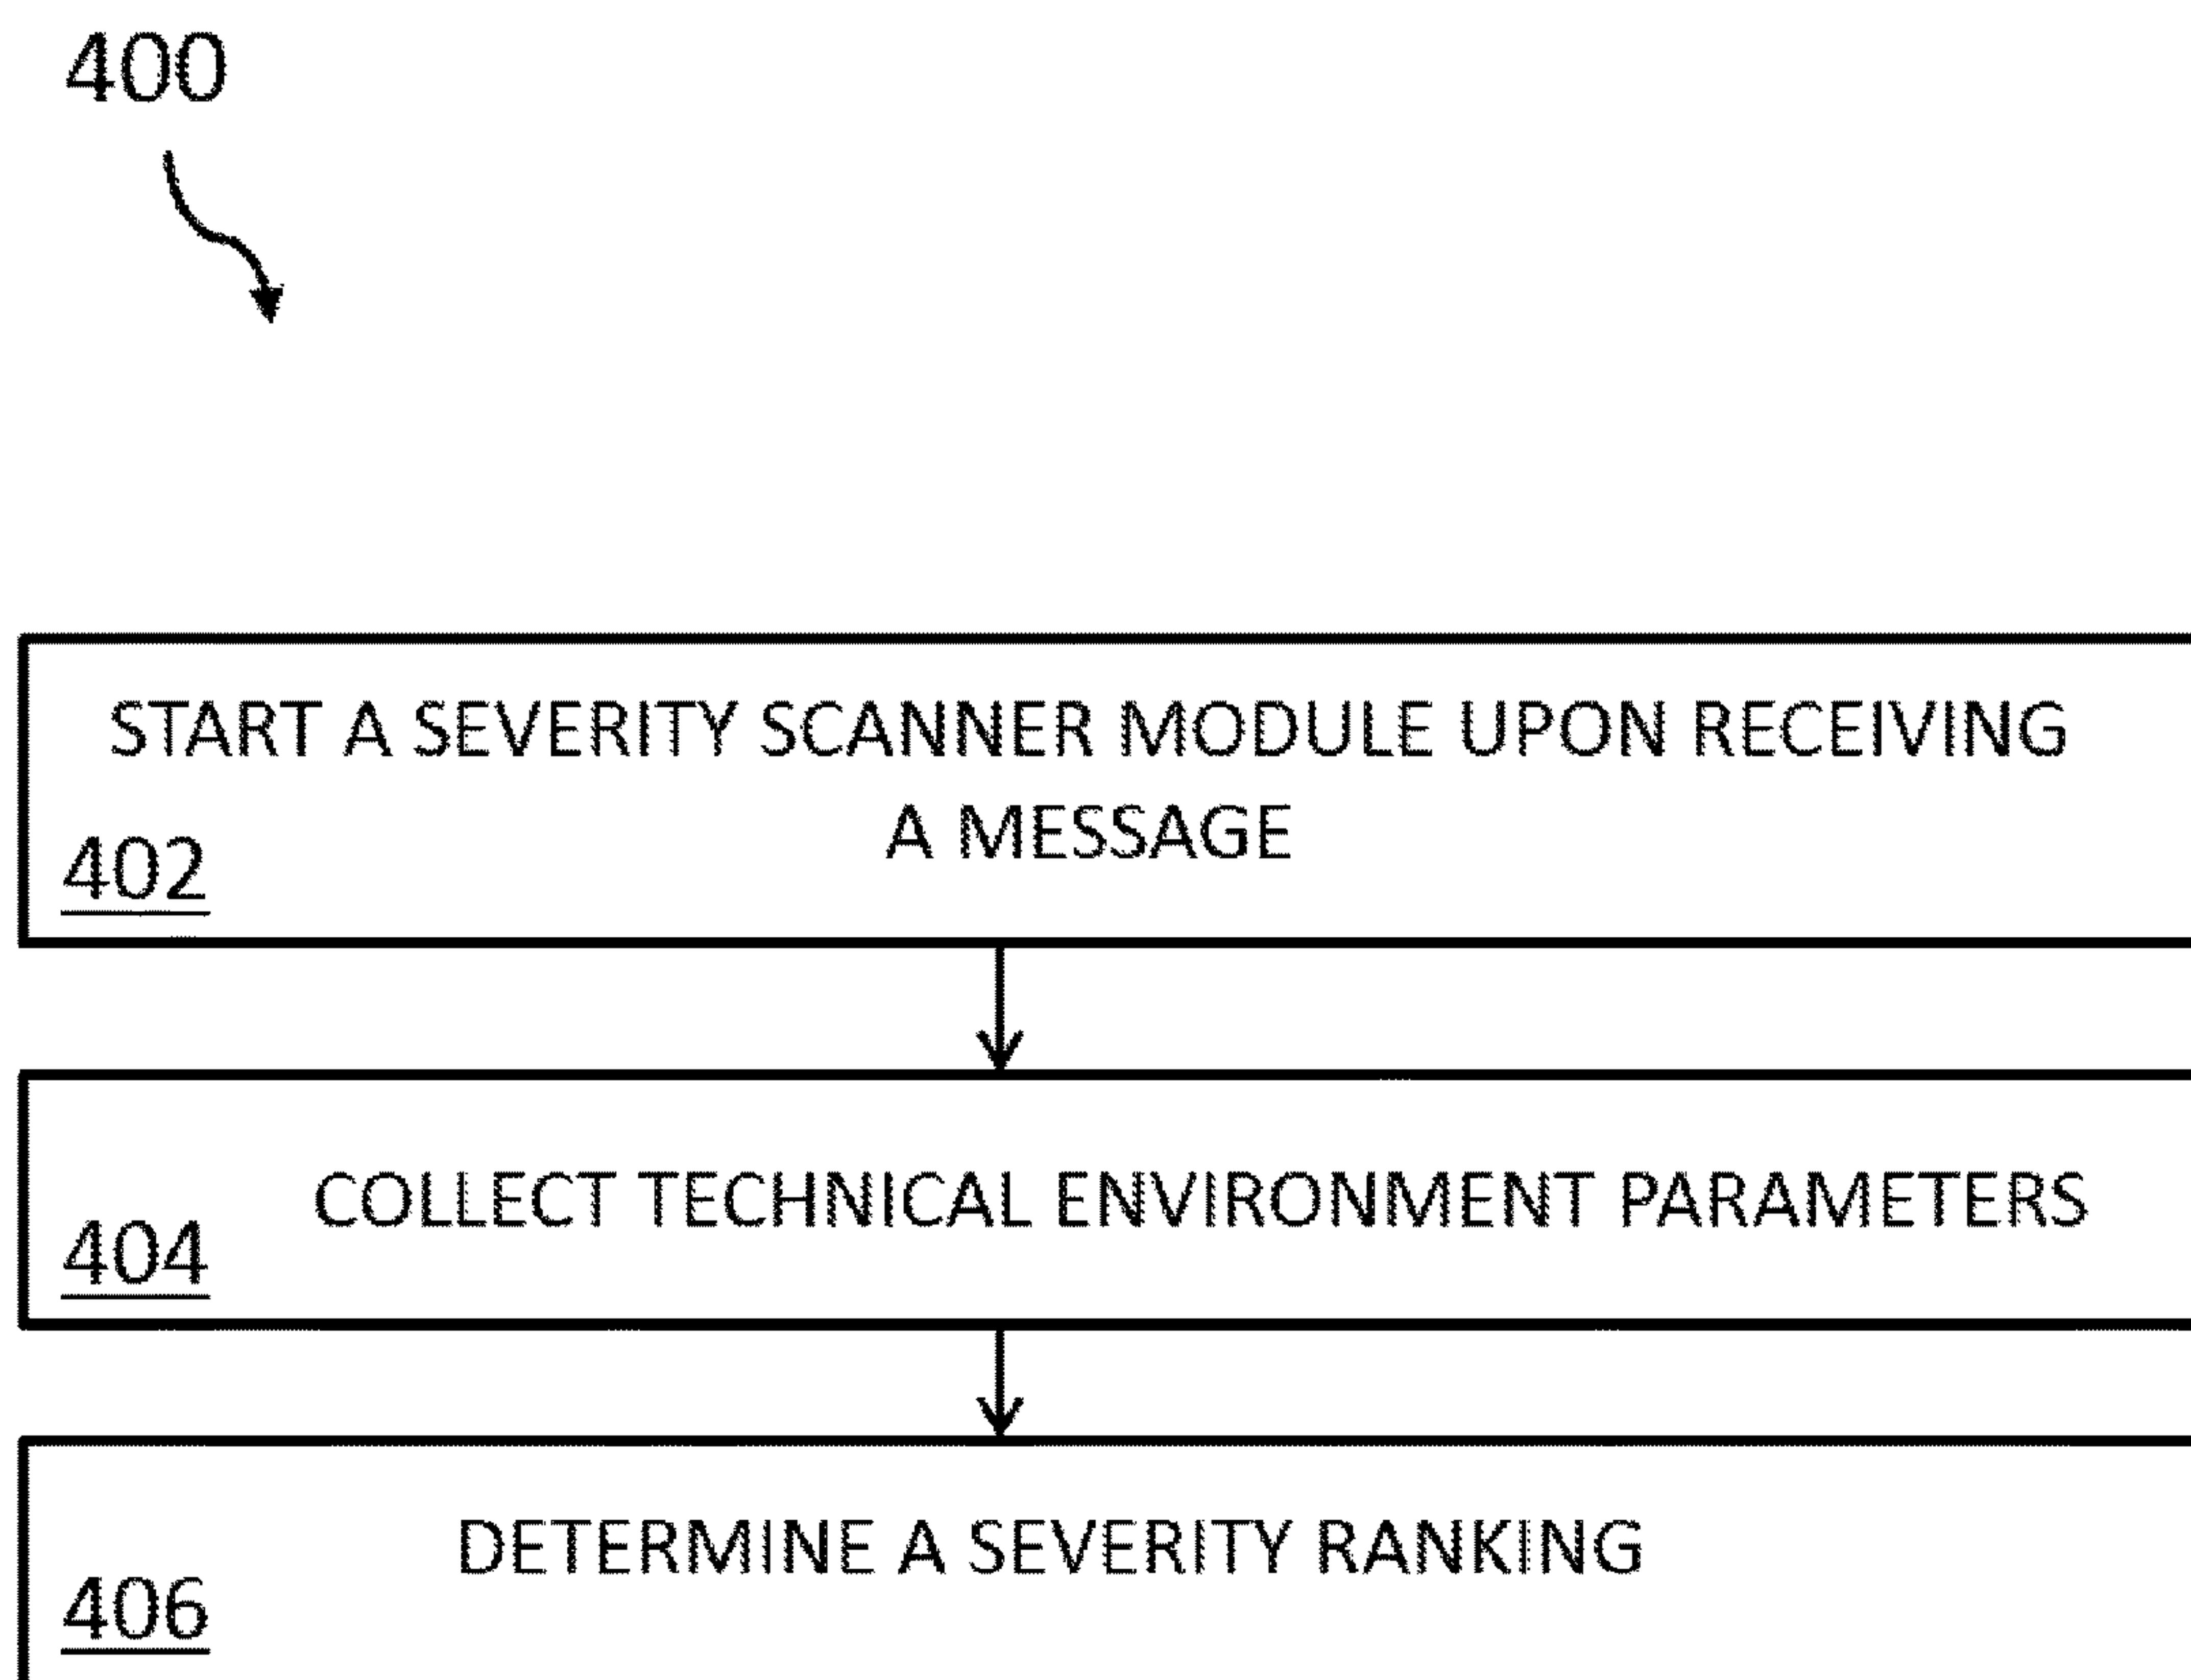 400
START A SEVERITY SCANNER MODULE UPON RECEIVING
A MESSAGE
402
COLLECT TECHNICAL ENVIRONMENT PARAMETERS
404
DETERMINE A SEVERITY RANKING
406